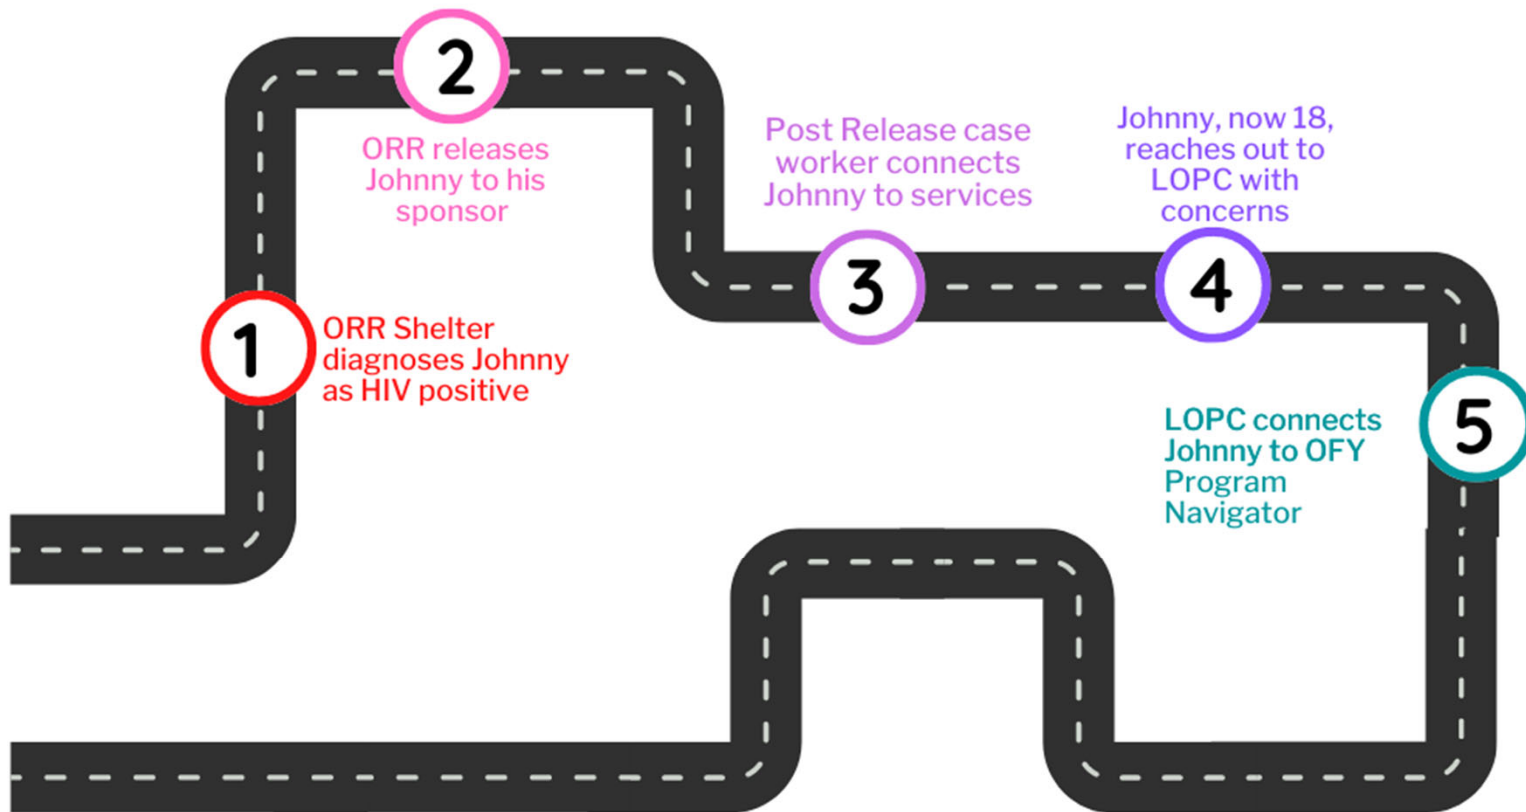 1
ORR Shelter
diagnoses Johnny
as HIV positive
2
ORR releases
Johnny to his
sponsor
3
Post Release case
worker connects
Johnny to services
4
Johnny, now 18,
reaches out to
LOPC with
concerns
5
LOPC connects
Johnny to OFY
Program
Navigator